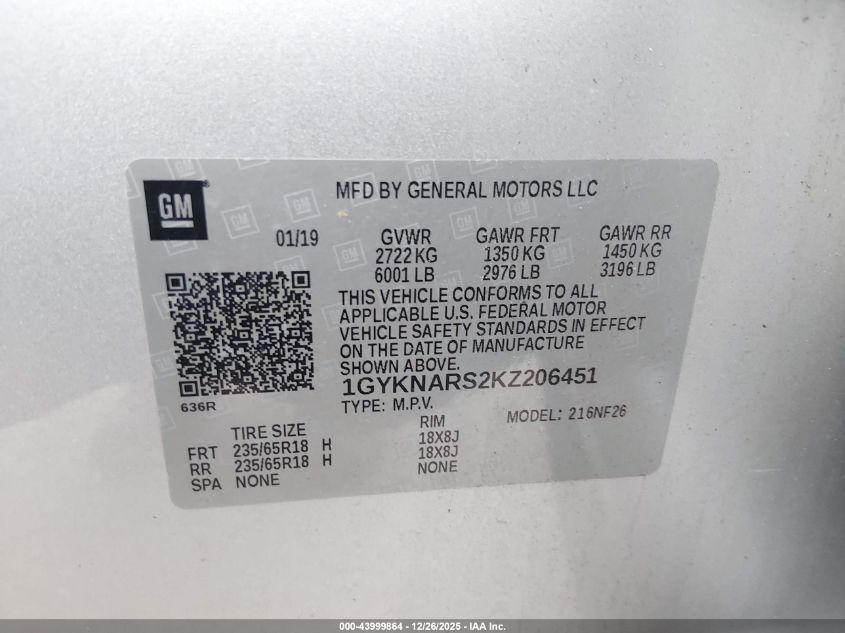 GM
MFD BY GENERAL MOTORS LLC
01/19
GVWR GAWR FRT GAWR RR
2722 KG 1350 KG 1450 KG
6001 LB 2976 LB 3196 LB
THIS VEHICLE CONFORMS TO ALL
APPLICABLE U.S. FEDERAL MOTOR
VEHICLE SAFETY STANDARDS IN EFFECT
ON THE DATE OF MANUFACTURE
SHOWN ABOVE.
1GYKNARS2KZ206451
636R
TYPE: M.P.V. MODEL: 216NF26
TIRE SIZE RIM
FRT 235/65R18 H 18X8J
RR 235/65R18 H 18X8J
SPA NONE NONE
000-43999864 - 12/26/2025 - IAA Inc.